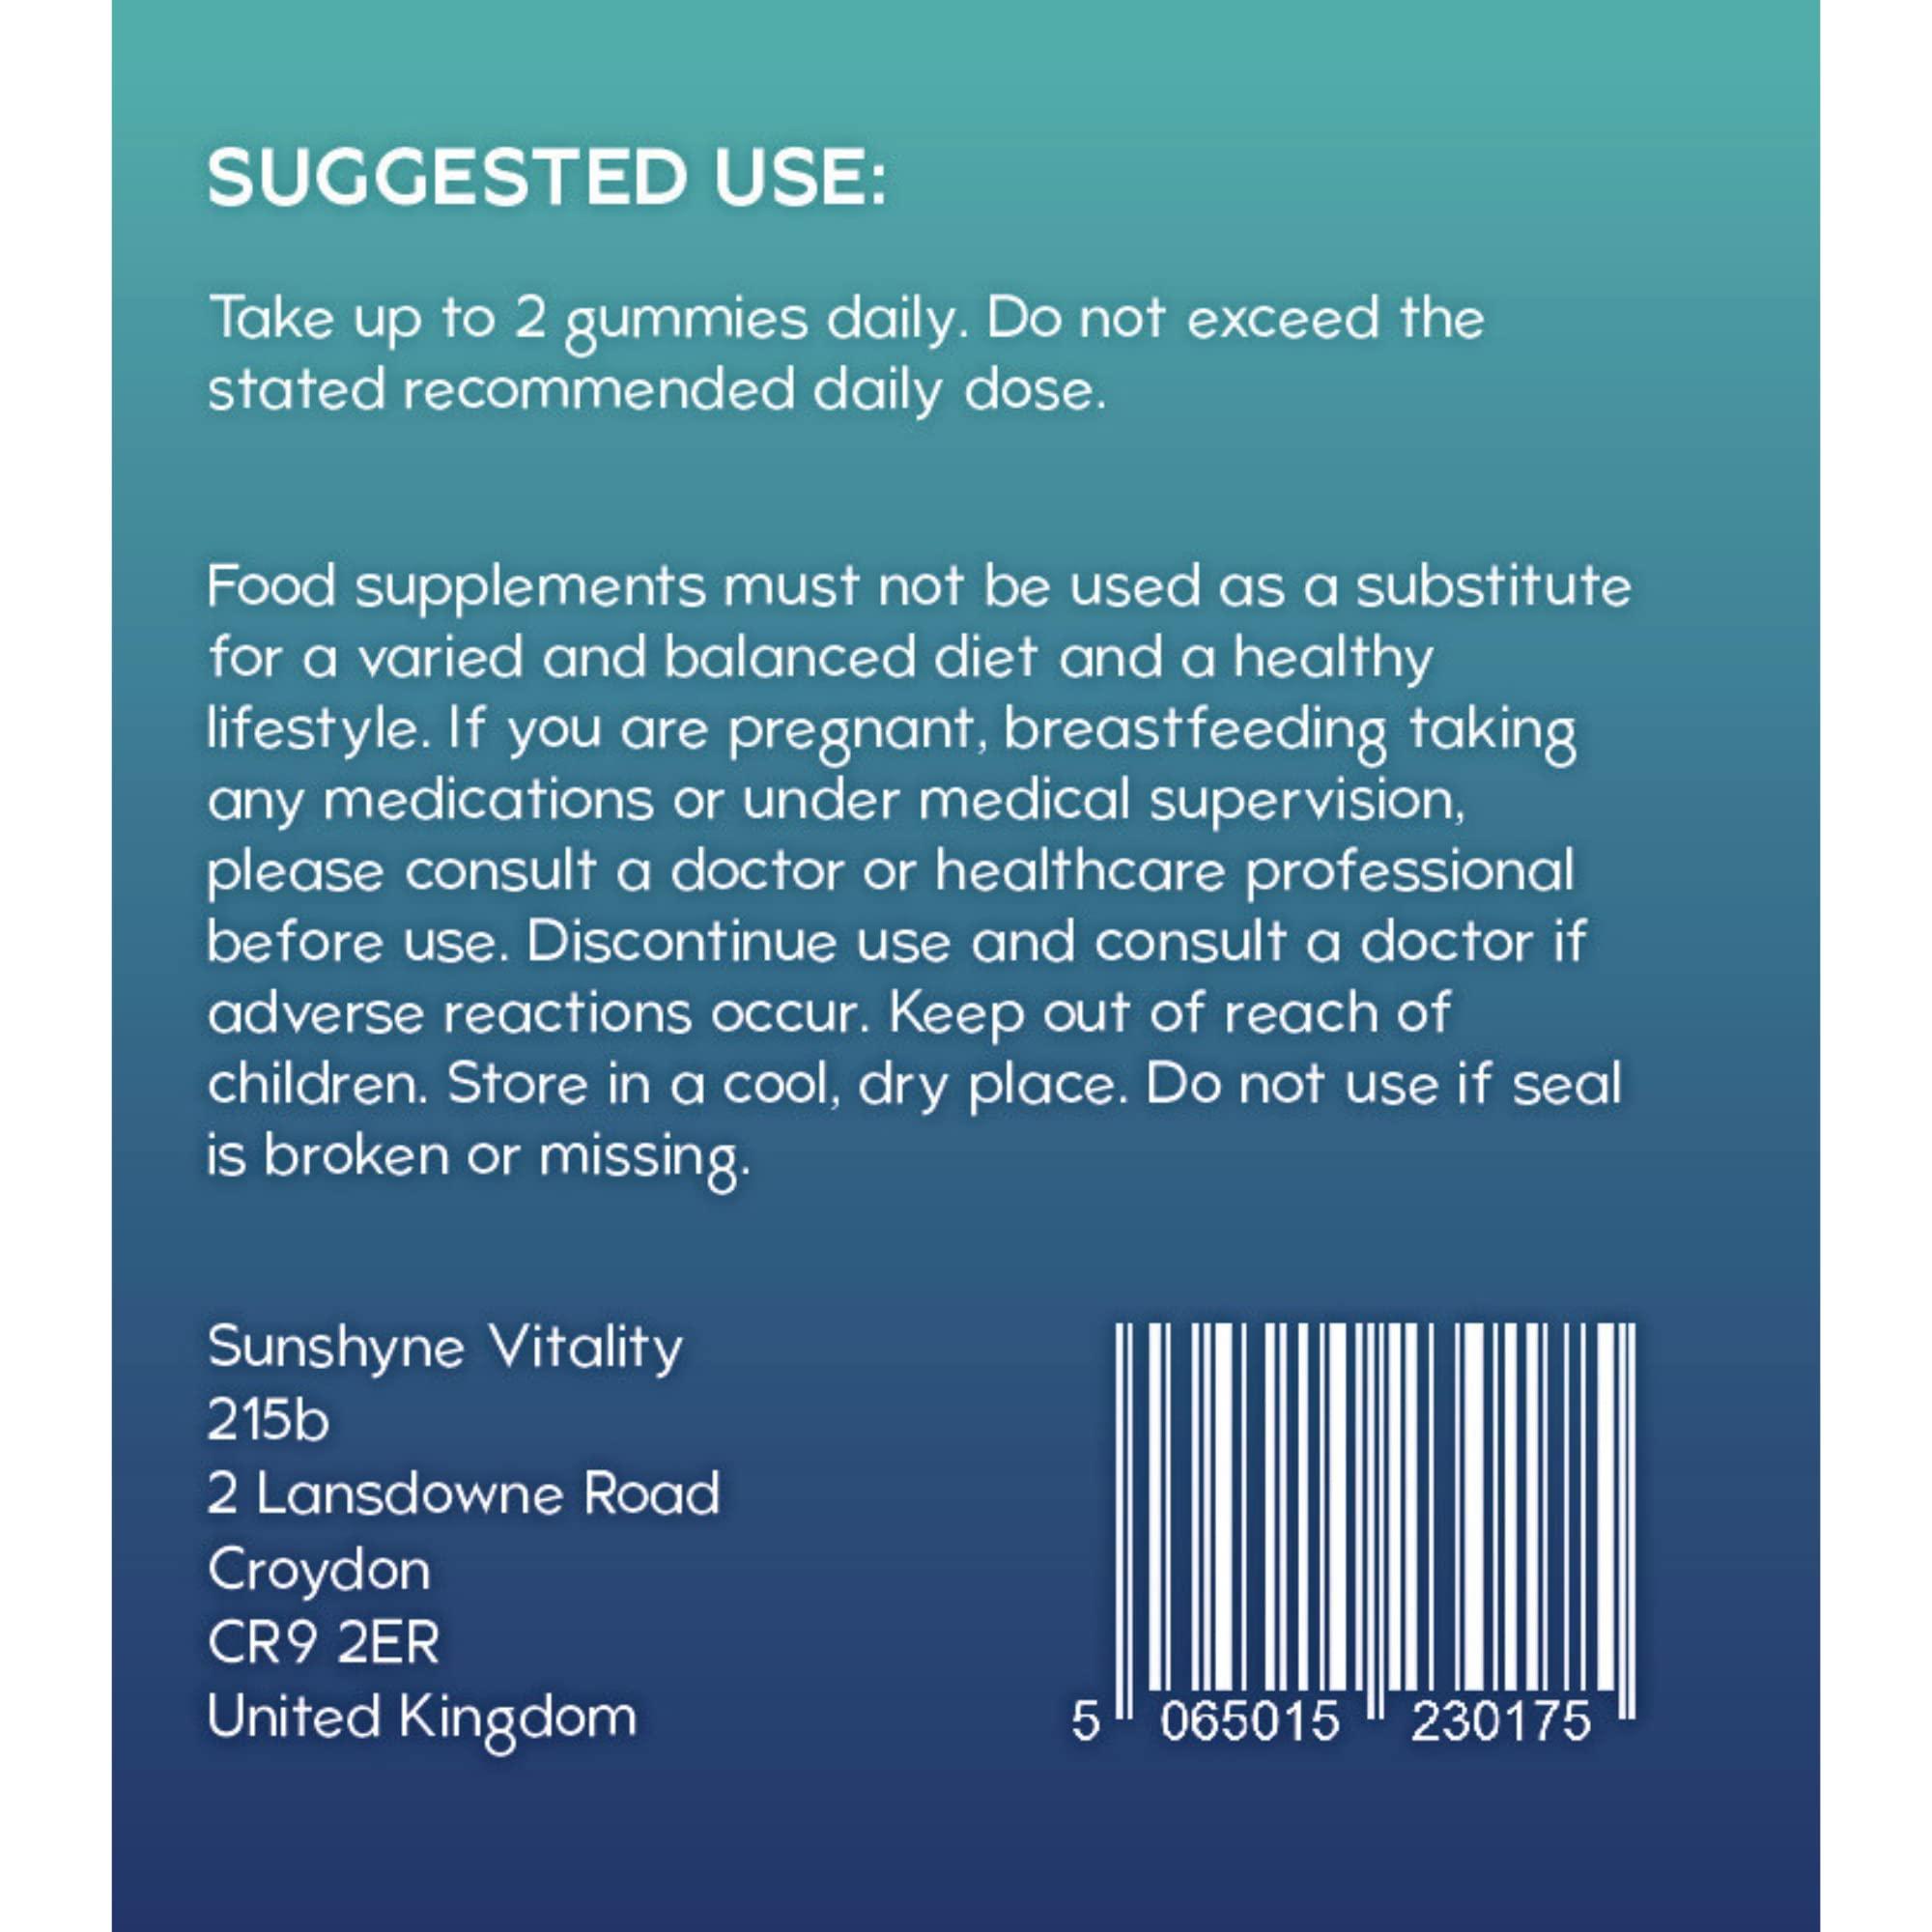 SUGGESTED USE:
Take up to 2 gummies daily. Do not exceed the
stated recommended daily dose.
Food supplements must not be used as a substitute
for a varied and balanced diet and a healthy
lifestyle. If you are pregnant, breastfeeding taking
any medications or under medical supervision,
please consult a doctor or healthcare professional
before use. Discontinue use and consult a doctor if
adverse reactions occur. Keep out of reach of
children. Store in a cool, dry place. Do not use if seal
is broken or missing.
Sunshyne Vitality
215b
2 Lansdowne Road
Croydon
CR9 2ER
United Kingdom
5 065015 230175